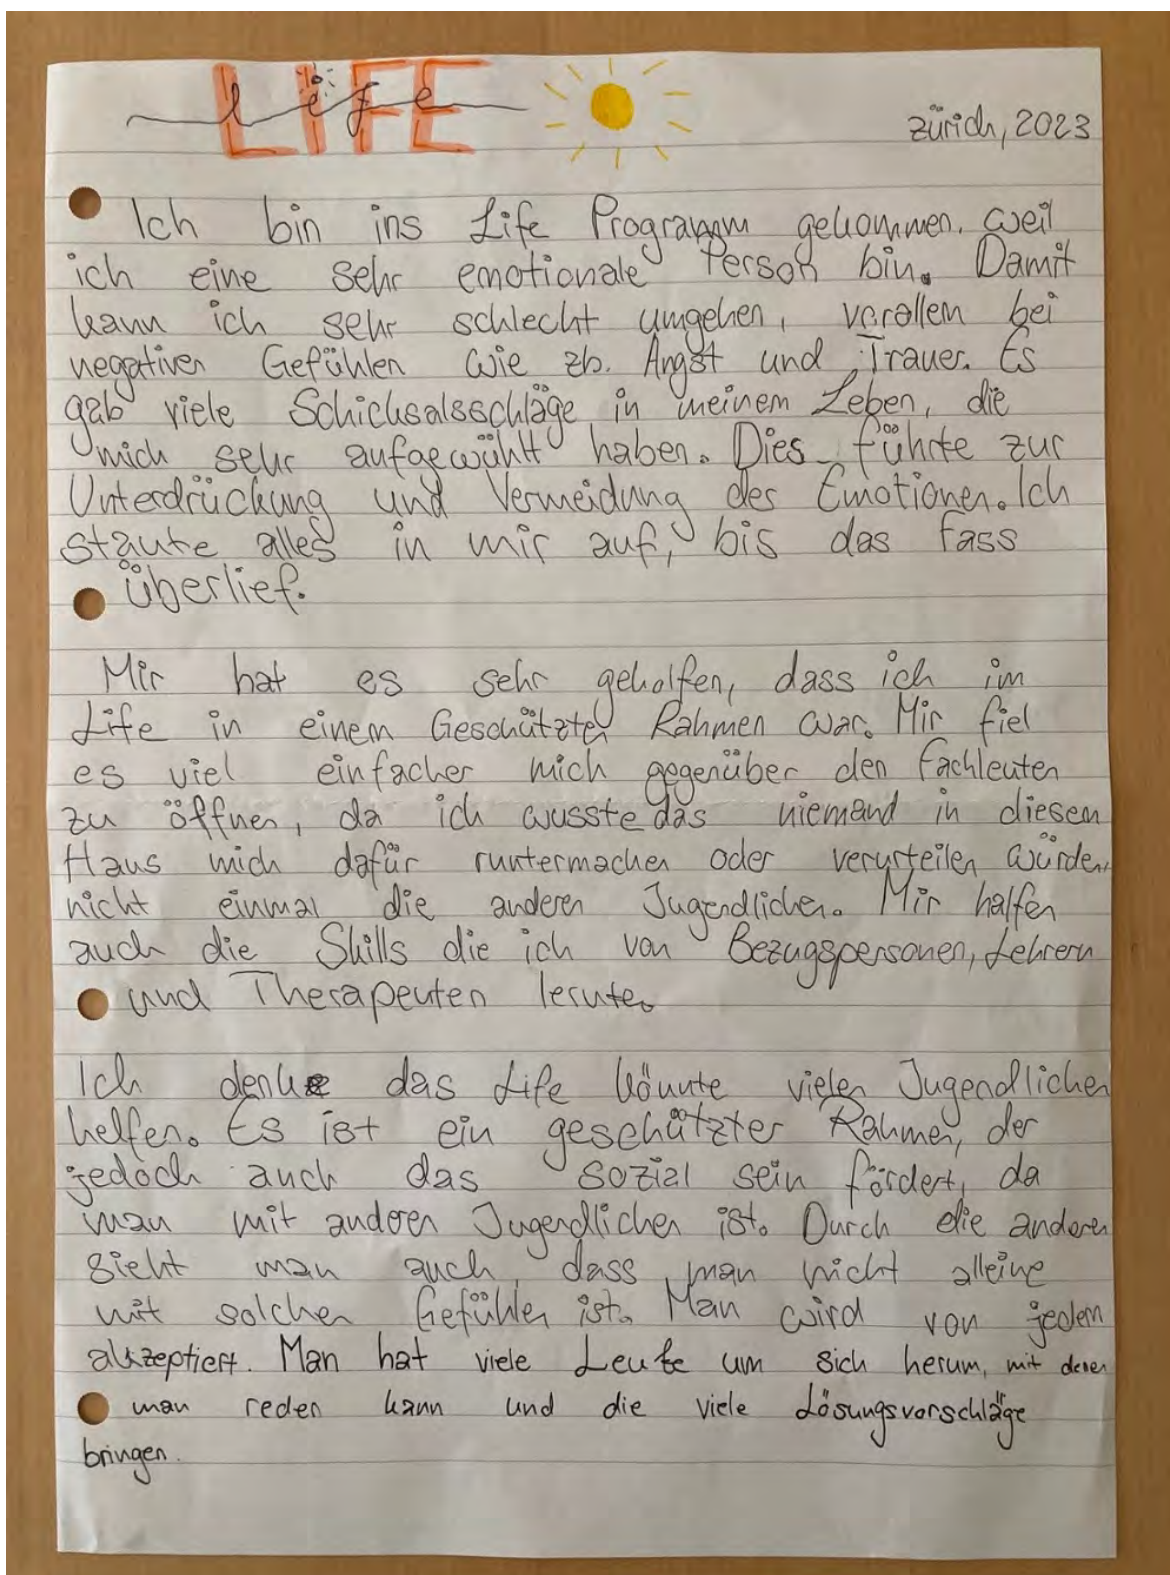 LIFE
life
Zürich, 2023
Ich bin ins Life Programm gekommen, weil
ich eine sehr emotionale Person bin. Damit
kann ich sehr schlecht umgehen, vorallem bei
negativen Gefühlen wie zb. Angst und Trauer. Es
gab viele Schicksalsschläge in meinem Leben, die
mich sehr aufgewühlt haben. Dies führte zur
Unterdrückung und Vermeidung des Emotionen. Ich
staute alles in mir auf, bis das Fass
überlief.
Mir hat es sehr geholfen, dass ich im
Life in einem Geschützten Rahmen war. Mir fiel
es viel einfacher mich gegenüber den Fachleuten
zu öffnen, da ich wusste das niemand in diesem
Haus mich dafür runtermachen oder verurteilen würden,
nicht einmal die anderen Jugendlichen. Mir halfen
auch die Skills die ich von Bezugspersonen, Lehrern
und Therapeuten lernte.
Ich denke das Life könnte vielen Jugendlichen
helfen. Es ist ein geschützter Rahmen, der
jedoch auch das sozial sein fördert, da
man mit anderen Jugendlichen ist. Durch die anderen
sieht man auch, dass man nicht alleine
mit solchen Gefühlen ist. Man wird von jedem
akzeptiert. Man hat viele Leute um sich herum, mit denen
man reden kann und die viele Lösungsvorschläge
bringen.